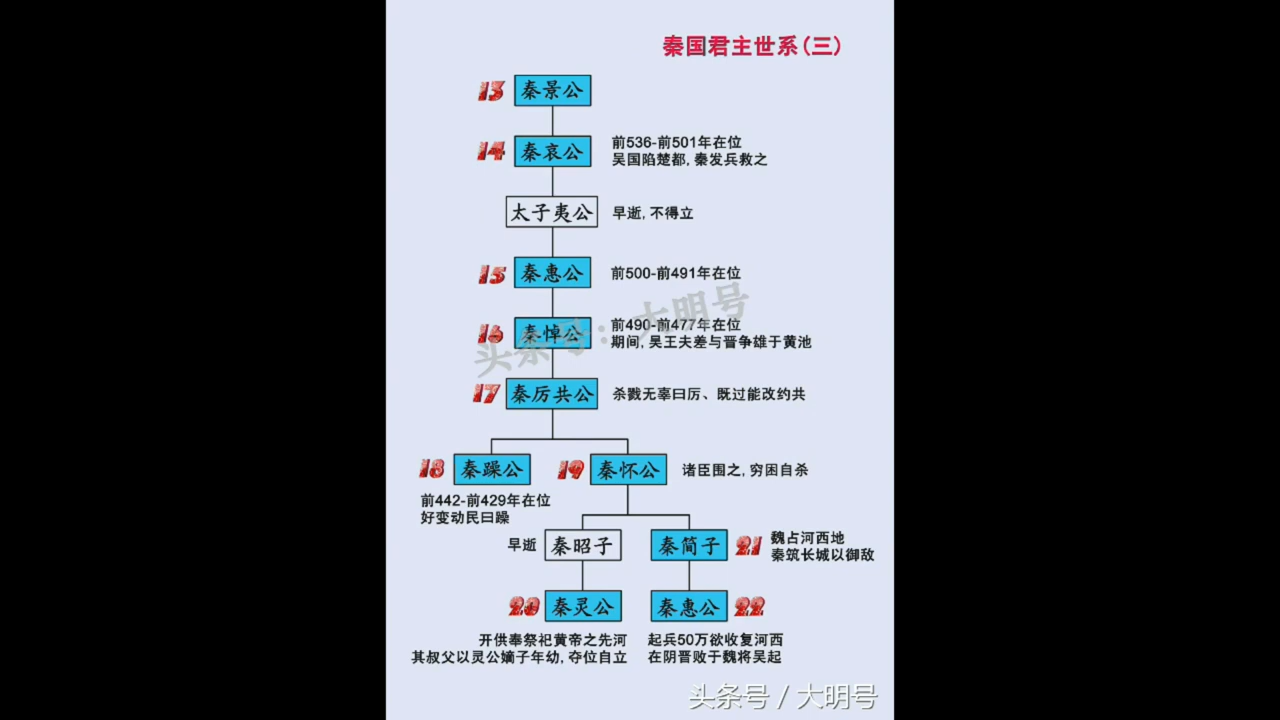 秦国君主世系(三)
13 秦景公
14 秦哀公
前536-前501年在位
吴国陷楚都,秦发兵救之
太子夷公 早逝,不得立
15 秦惠公 前500-前491年在位
16 秦悼公
前490-前477年在位
期间,吴王夫差与晋争雄于黄池
头条号:大明号
17 秦厉共公 杀戮无辜曰厉、既过能改约共
18 秦躁公
前442-前429年在位
好变动民曰躁
19 秦怀公 诸臣围之,穷困自杀
早逝 秦昭子
秦简子 21
魏占河西地
秦筑长城以御敌
20 秦灵公
开供奉祭祀黄帝之先河
其叔父以灵公嫡子年幼,夺位自立
秦惠公 22
起兵50万欲收复河西
在阴晋败于魏将吴起
头条号 / 大明号